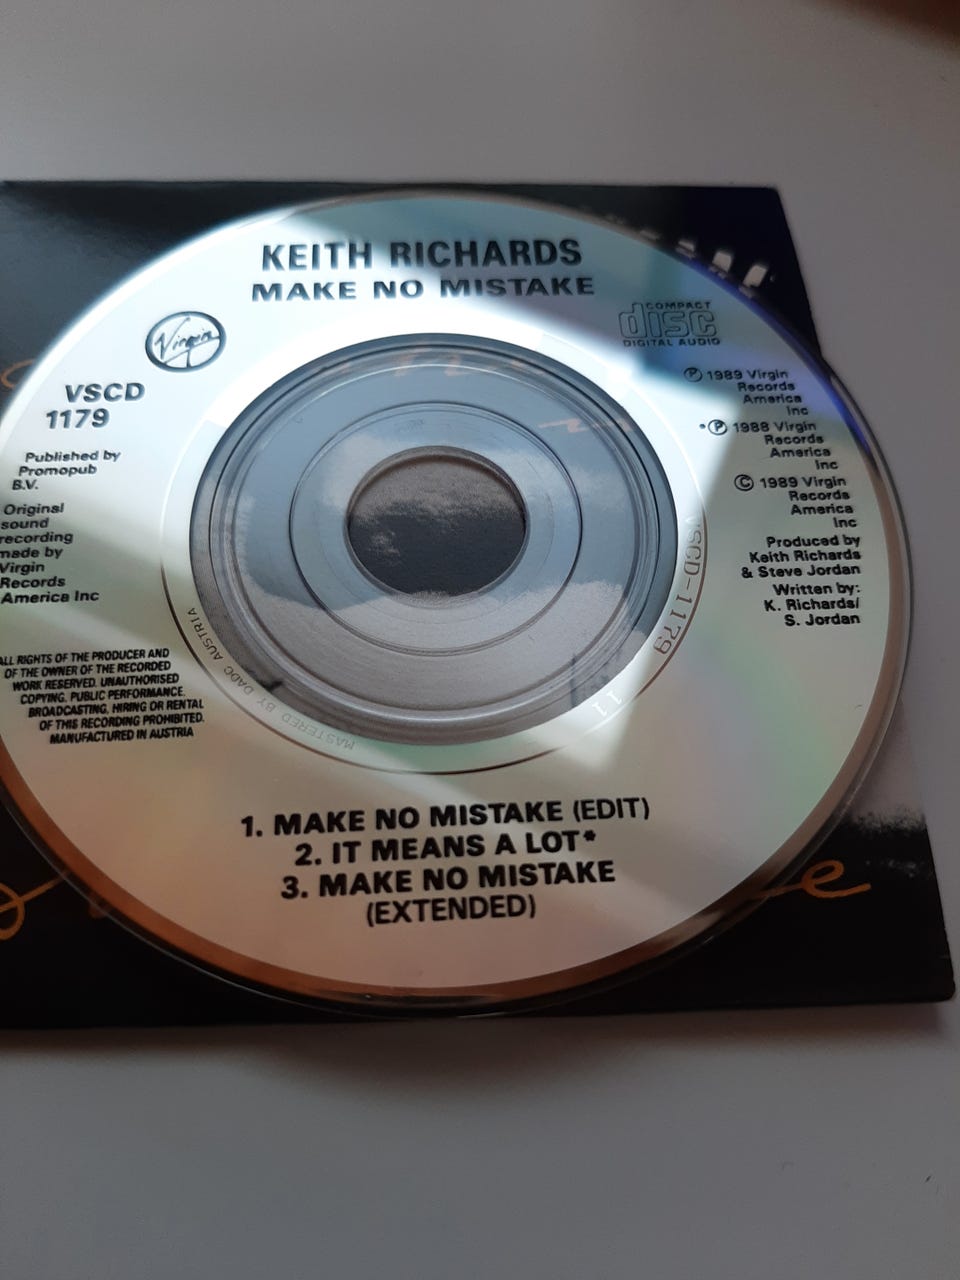 KEITH RICHARDS
MAKE NO MISTAKE
Virgin
COMPACT
disc
DIGITAL AUDIO
VSCD
1179
Published by
Promopub
B.V.
Original
sound
recording
made by
Virgin
Records
America Inc
ALL RIGHTS OF THE PRODUCER AND
OF THE OWNER OF THE RECORDED
WORK RESERVED. UNAUTHORISED
COPYING, PUBLIC PERFORMANCE,
BROADCASTING, HIRING OR RENTAL
OF THIS RECORDING PROHIBITED.
MANUFACTURED IN AUSTRIA
℗ 1989 Virgin
Records
America
Inc
*℗ 1988 Virgin
Records
America
Inc
© 1989 Virgin
Records
America
Inc
Produced by
Keith Richards
& Steve Jordan
Written by:
K. Richards/
S. Jordan
VSCD-1179
11
MASTERED BY DADC AUSTRIA
1. MAKE NO MISTAKE (EDIT)
2. IT MEANS A LOT*
3. MAKE NO MISTAKE
(EXTENDED)